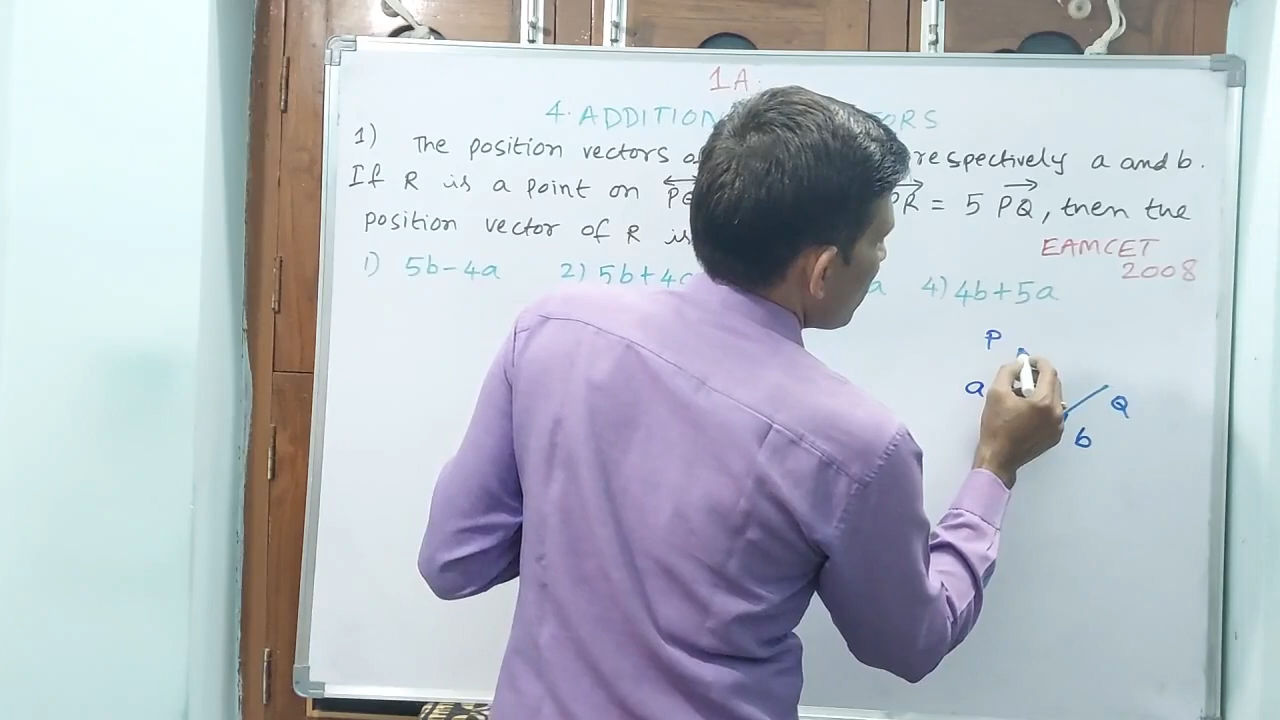 1A.
4. ADDITION ORS
1) The position vectors respectively a and b.
If R is a point on PR = 5 PQ, then the
position vector of R is
EAMCET
2008
1) 5b-4a 2) 5b+4 a 4) 4b+5a
P
a Q
b